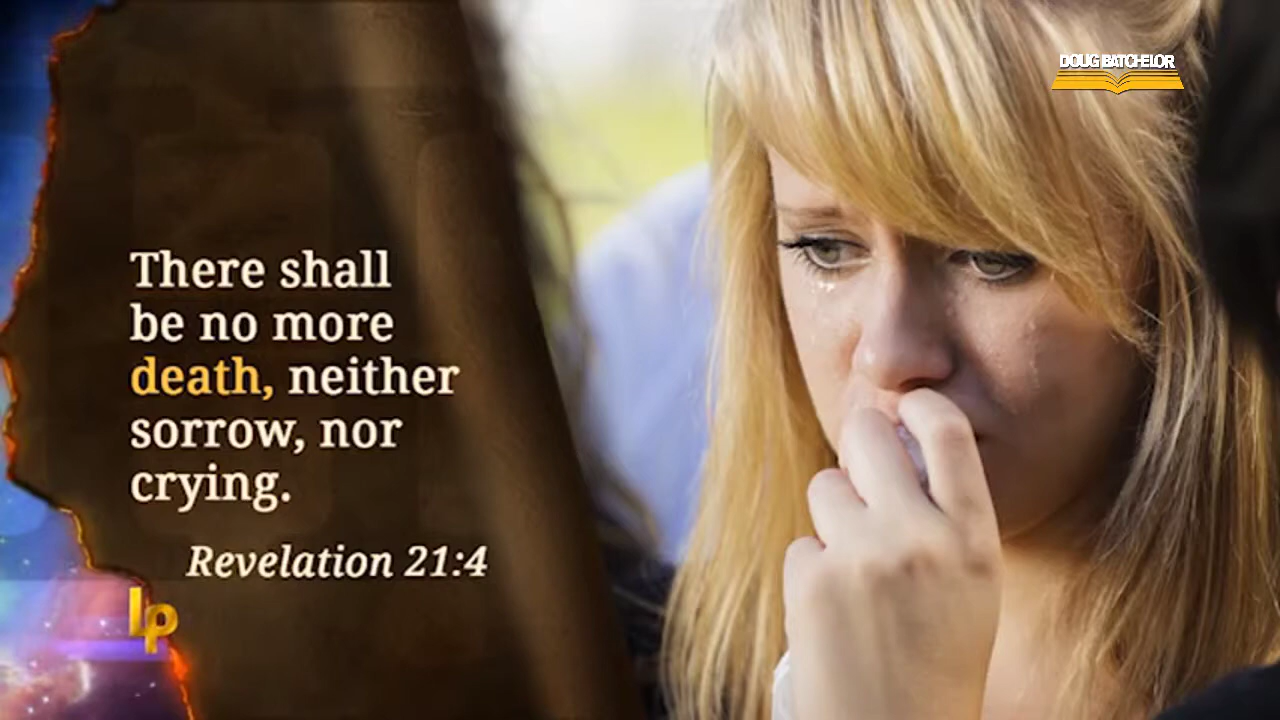 DOUG BATCHELOR
There shall
be no more
death, neither
sorrow, nor
crying.
Revelation 21:4
lp